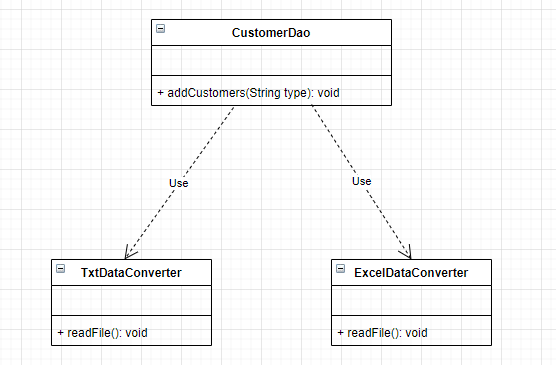 CustomerDao
+ addCustomers(String type): void
Use
Use
TxtDataConverter
+ readFile(): void
ExcelDataConverter
+ readFile(): void